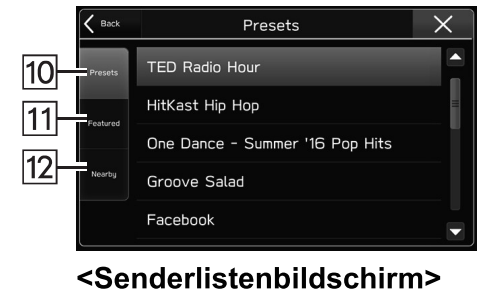 Back
Presets
10
Presets
TED Radio Hour
HitKast Hip Hop
11
Featured
One Dance - Summer '16 Pop Hits
12
Nearby
Groove Salad
Facebook
<Senderlistenbildschirm>